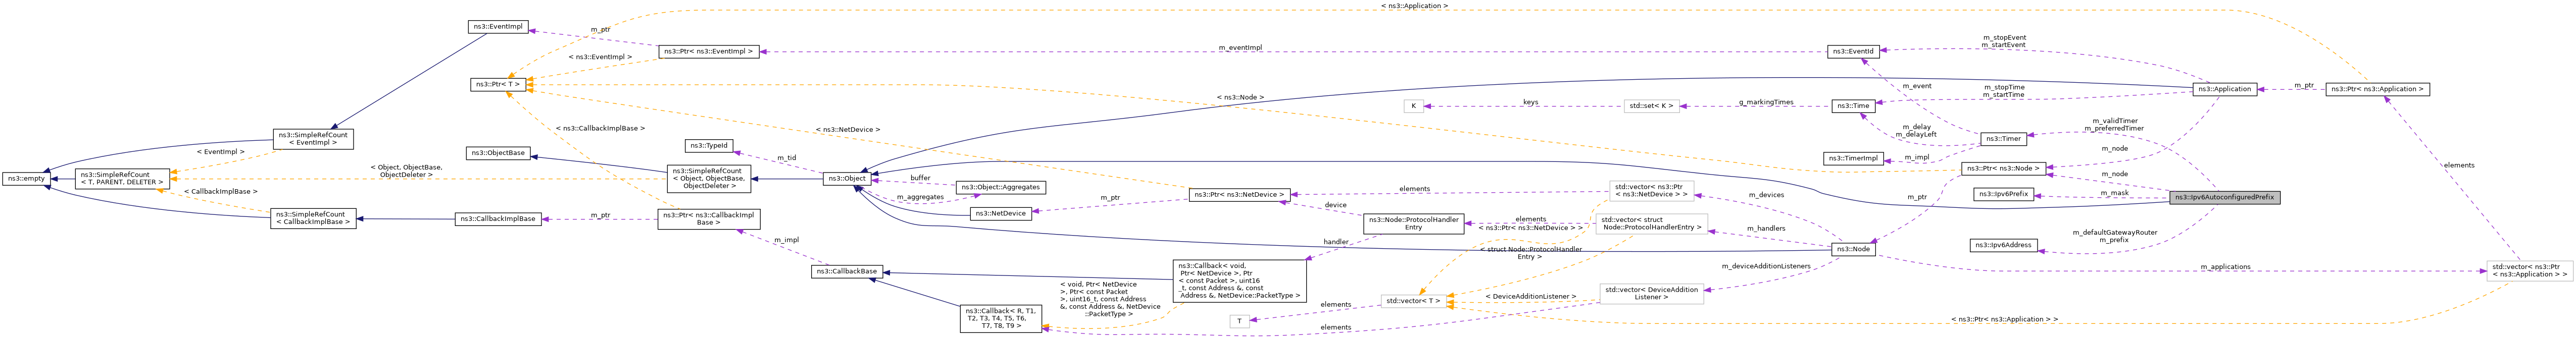 < ns3::Application >
ns3::EventImpl
m_ptr
ns3::Ptr< ns3::EventImpl >
m_eventImpl
ns3::EventId
m_stopEvent
m_startEvent
< ns3::EventImpl >
ns3::Ptr< T >
ns3::Application
m_ptr
ns3::Ptr< ns3::Application >
m_event
m_stopTime
m_startTime
< ns3::Node >
K
keys
std::set< K >
g_markingTimes
ns3::Time
ns3::SimpleRefCount
< EventImpl >
< ns3::CallbackImplBase >
< ns3::NetDevice >
m_delay
m_delayLeft
ns3::Timer
m_validTimer
m_preferredTimer
< EventImpl >
ns3::ObjectBase
ns3::TypeId
m_tid
ns3::TimerImpl
m_impl
m_node
ns3::empty
ns3::SimpleRefCount
< T, PARENT, DELETER >
< Object, ObjectBase,
ObjectDeleter >
ns3::SimpleRefCount
< Object, ObjectBase,
ObjectDeleter >
ns3::Object
buffer
m_aggregates
ns3::Object::Aggregates
ns3::Ptr< ns3::Node >
m_node
< CallbackImplBase >
m_ptr
ns3::Ptr< ns3::NetDevice >
elements
std::vector< ns3::Ptr
< ns3::NetDevice > >
m_devices
m_ptr
ns3::Ipv6Prefix
m_mask
ns3::Ipv6AutoconfiguredPrefix
ns3::SimpleRefCount
< CallbackImplBase >
ns3::CallbackImplBase
m_ptr
ns3::Ptr< ns3::CallbackImpl
Base >
ns3::NetDevice
device
ns3::Node::ProtocolHandler
Entry
elements
< ns3::Ptr< ns3::NetDevice > >
std::vector< struct
Node::ProtocolHandlerEntry >
m_handlers
m_defaultGatewayRouter
m_prefix
elements
m_impl
handler
< struct Node::ProtocolHandler
Entry >
ns3::Node
ns3::Ipv6Address
ns3::CallbackBase
ns3::Callback< void,
Ptr< NetDevice >, Ptr
< const Packet >, uint16
_t, const Address &, const
Address &, NetDevice::PacketType >
m_deviceAdditionListeners
m_applications
std::vector< ns3::Ptr
< ns3::Application > >
< void, Ptr< NetDevice
>, Ptr< const Packet
>, uint16_t, const Address
&, const Address &, NetDevice
::PacketType >
elements
std::vector< T >
< DeviceAdditionListener >
std::vector< DeviceAddition
Listener >
ns3::Callback< R, T1,
T2, T3, T4, T5, T6,
T7, T8, T9 >
T
elements
< ns3::Ptr< ns3::Application > >